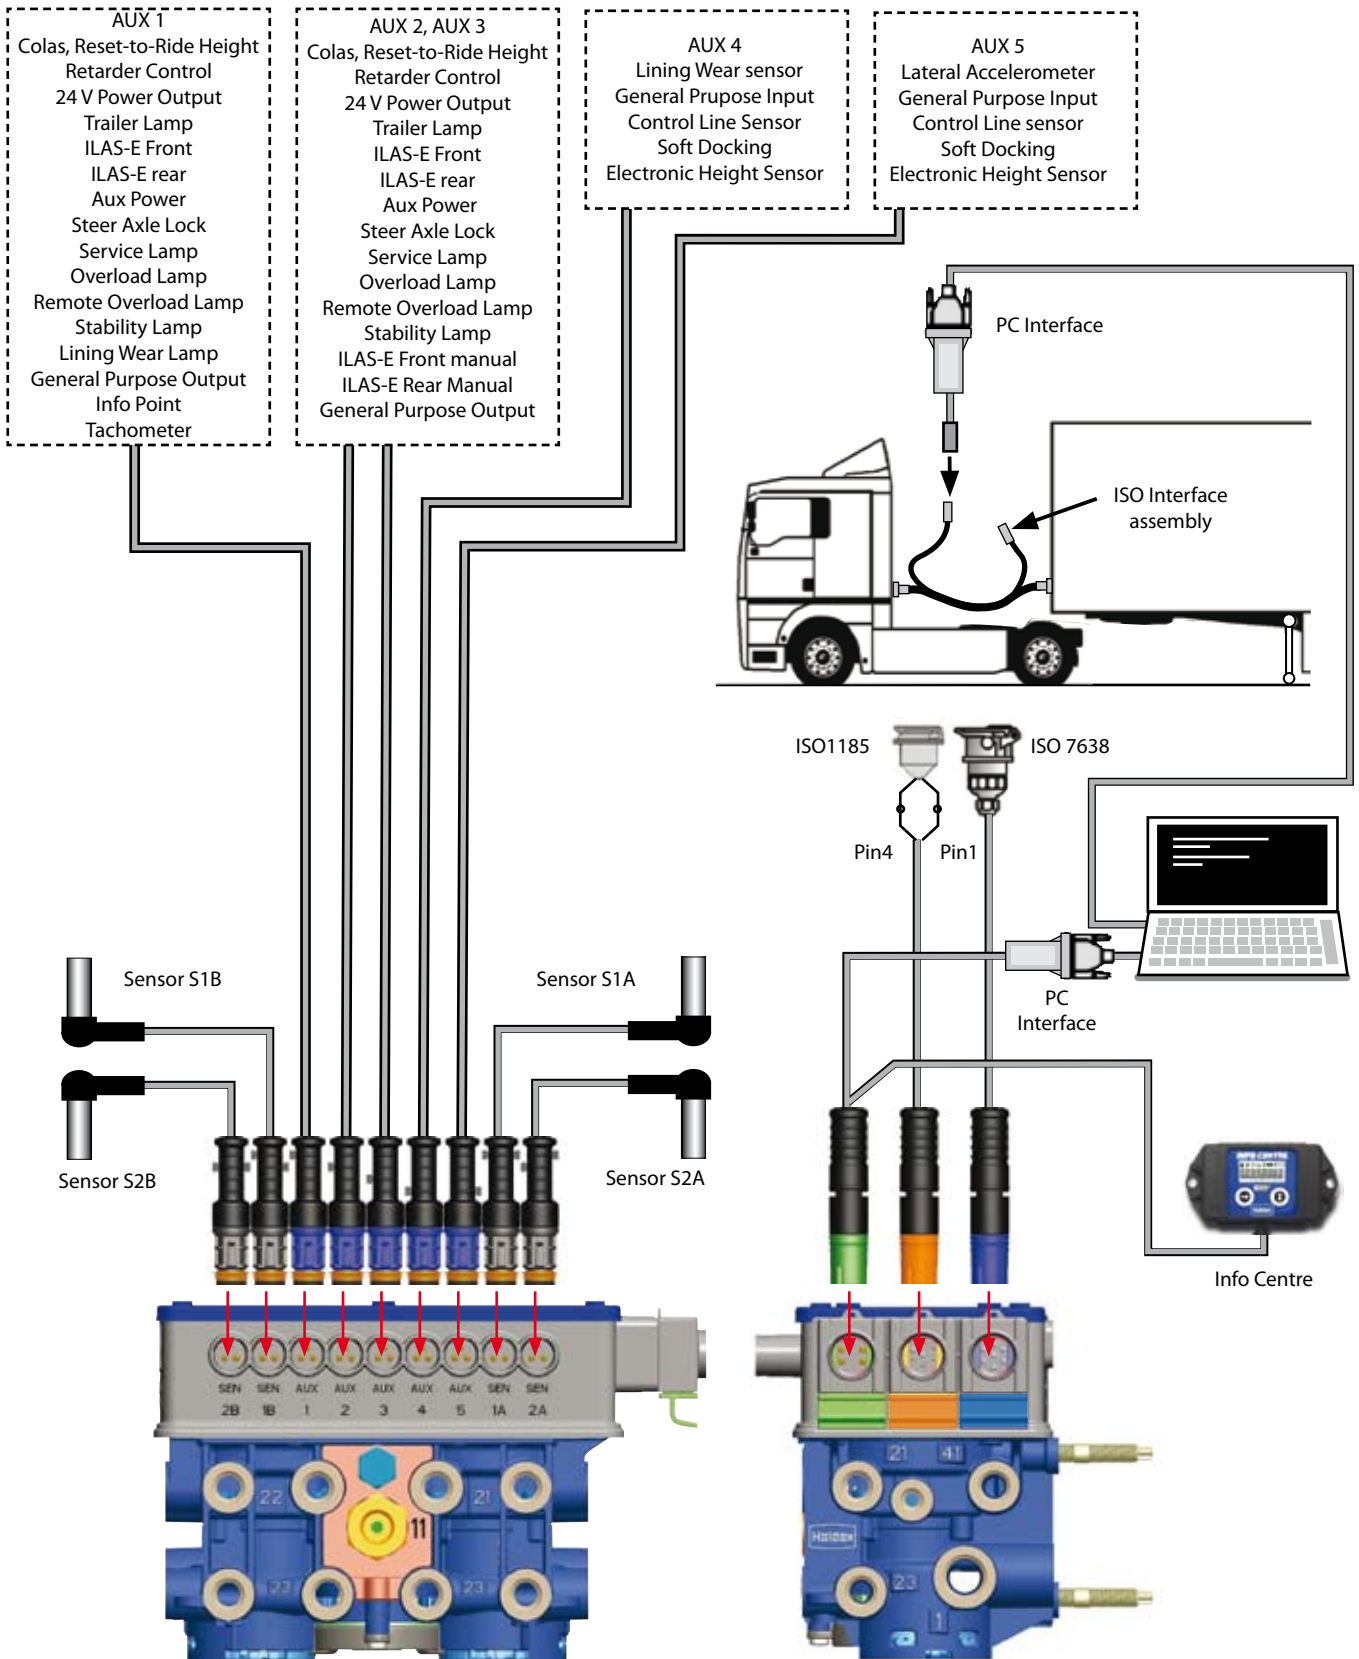 AUX 1
Colas, Reset-to-Ride Height
Retarder Control
24 V Power Output
Trailer Lamp
ILAS-E Front
ILAS-E rear
Aux Power
Steer Axle Lock
Service Lamp
Overload Lamp
Remote Overload Lamp
Stability Lamp
Lining Wear Lamp
General Purpose Output
Info Point
Tachometer
AUX 2, AUX 3
Colas, Reset-to-Ride Height
Retarder Control
24 V Power Output
Trailer Lamp
ILAS-E Front
ILAS-E rear
Aux Power
Steer Axle Lock
Service Lamp
Overload Lamp
Remote Overload Lamp
Stability Lamp
ILAS-E Front manual
ILAS-E Rear Manual
General Purpose Output
AUX 4
Lining Wear sensor
General Prupose Input
Control Line Sensor
Soft Docking
Electronic Height Sensor
AUX 5
Lateral Accelerometer
General Purpose Input
Control Line sensor
Soft Docking
Electronic Height Sensor
PC Interface
ISO Interface
assembly
ISO1185
ISO 7638
Pin4
Pin1
PC
Interface
Sensor S1B
Sensor S1A
Sensor S2B
Sensor S2A
INFO CENTRE
Info Centre
SEN SEN AUX AUX AUX AUX AUX SEN SEN
2B 1B 1 2 3 4 5 1A 2A
22
21
11
23
23
21
41
Haldex
23
1